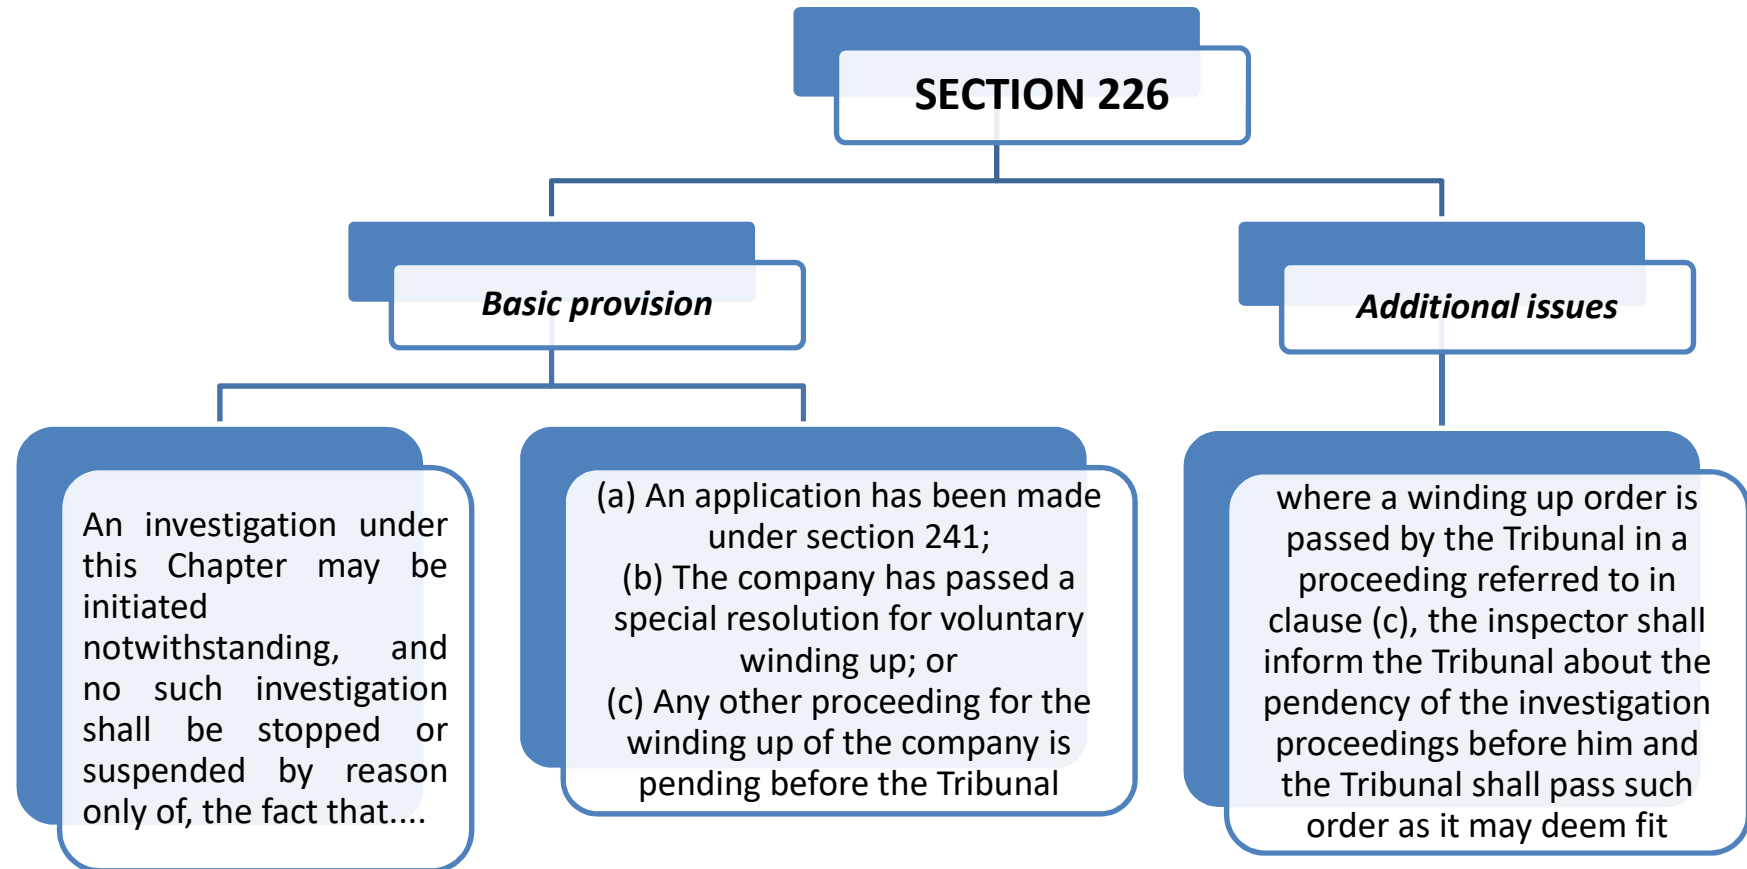 SECTION 226
Basic provision
Additional issues
An investigation under
this Chapter may be
initiated
notwithstanding, and
no such investigation
shall be stopped or
suspended by reason
only of, the fact that....
(a) An application has been made
under section 241;
(b) The company has passed a
special resolution for voluntary
winding up; or
(c) Any other proceeding for the
winding up of the company is
pending before the Tribunal
where a winding up order is
passed by the Tribunal in a
proceeding referred to in
clause (c), the inspector shall
inform the Tribunal about the
pendency of the investigation
proceedings before him and
the Tribunal shall pass such
order as it may deem fit